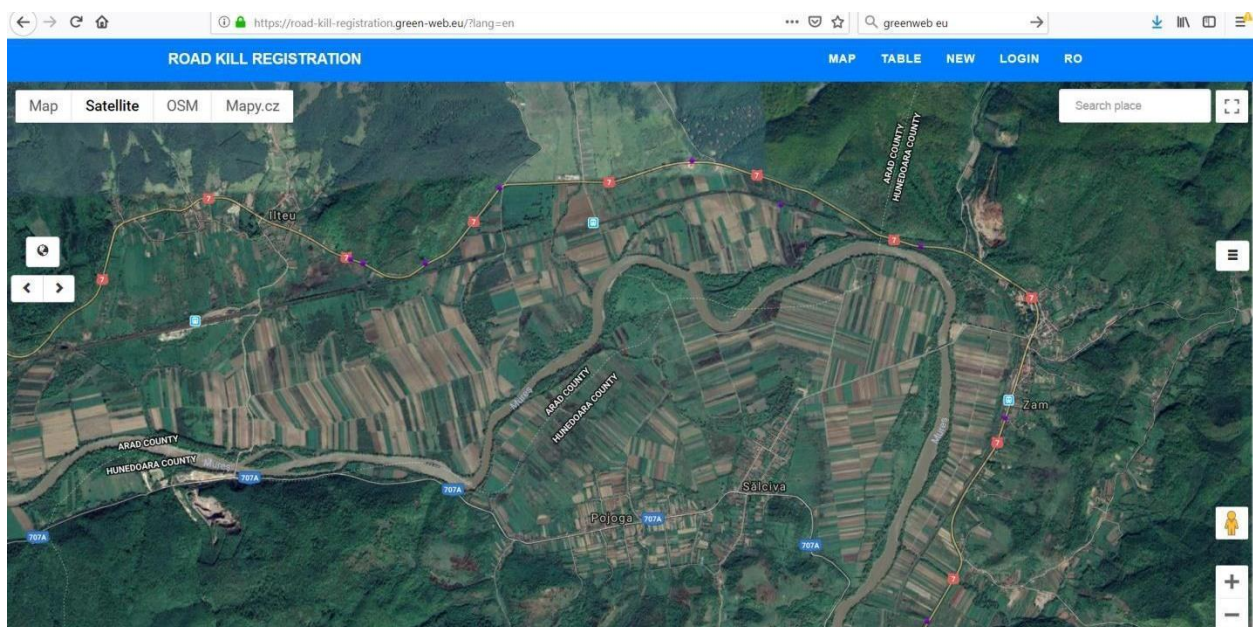 https://road-kill-registration.green-web.eu/?lang=en
greenweb eu
ROAD KILL REGISTRATION
MAP TABLE NEW LOGIN RO
Map Satellite OSM Mapy.cz
Search place
ARAD COUNTY
HUNEDOARA COUNTY
7
7
7
7
Ilteu
7
7
7
7
7
Mureș
ARAD COUNTY
HUNEDOARA COUNTY
Mureș
Zam
7
ARAD COUNTY
HUNEDOARA COUNTY
Mureș
707A
707A
Sălciva
Pojoga
707A
707A
707A
7